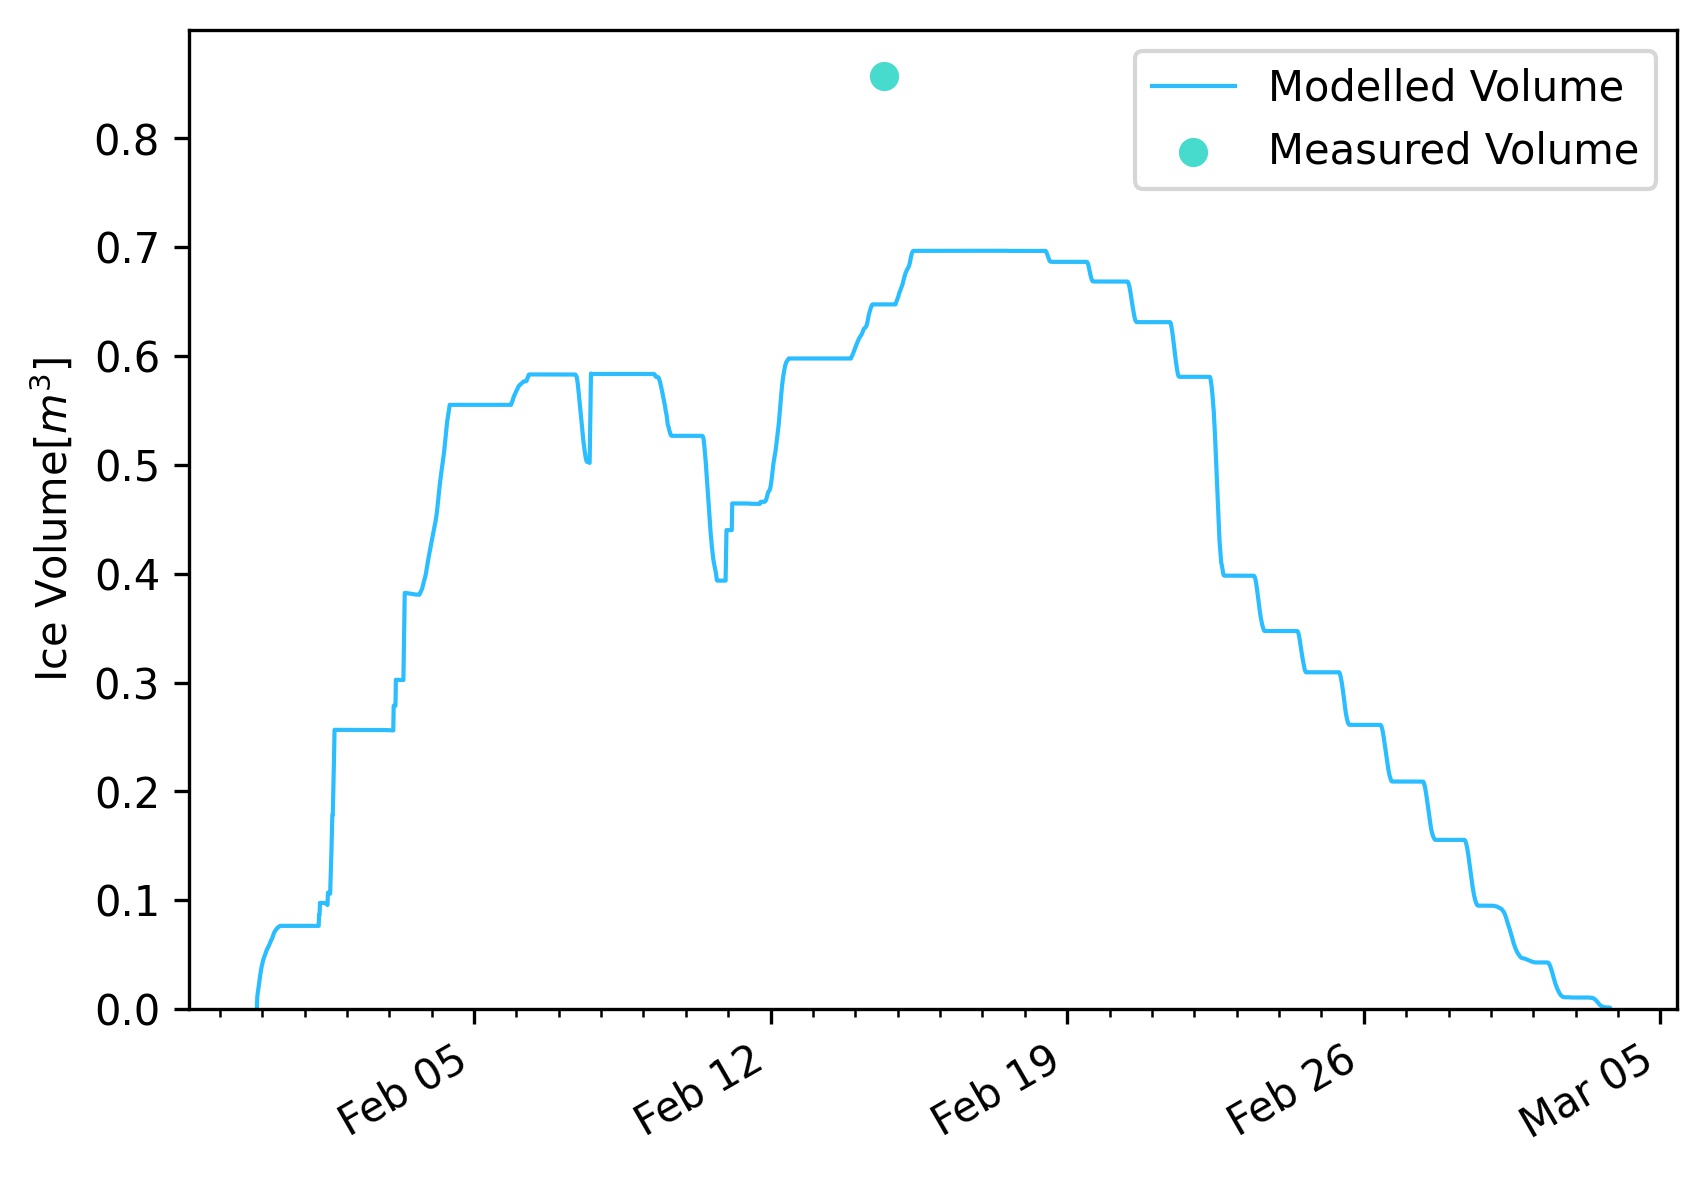 Modelled Volume
Measured Volume
Ice Volume[m³]
0.8
0.7
0.6
0.5
0.4
0.3
0.2
0.1
0.0
Feb 05
Feb 12
Feb 19
Feb 26
Mar 05